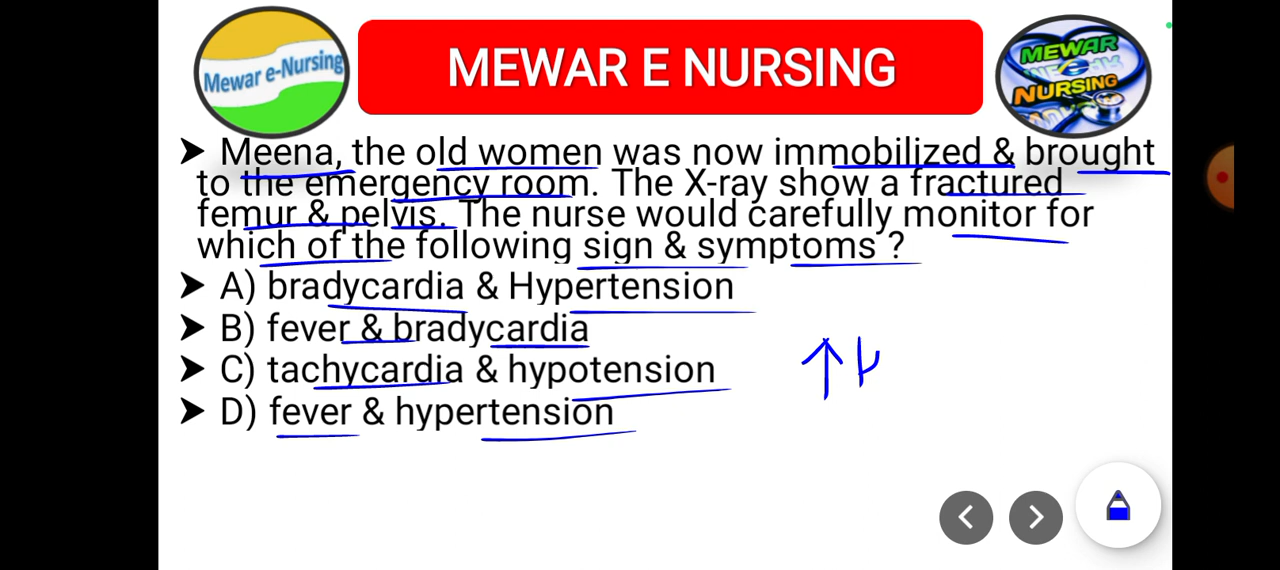 Mewar e-Nursing
MEWAR E NURSING
MEWAR
e
NURSING
➤ Meena, the old women was now immobilized & brought
to the emergency room. The X-ray show a fractured
femur & pelvis. The nurse would carefully monitor for
which of the following sign & symptoms ?
➤ A) bradycardia & Hypertension
➤ B) fever & bradycardia
➤ C) tachycardia & hypotension
➤ D) fever & hypertension